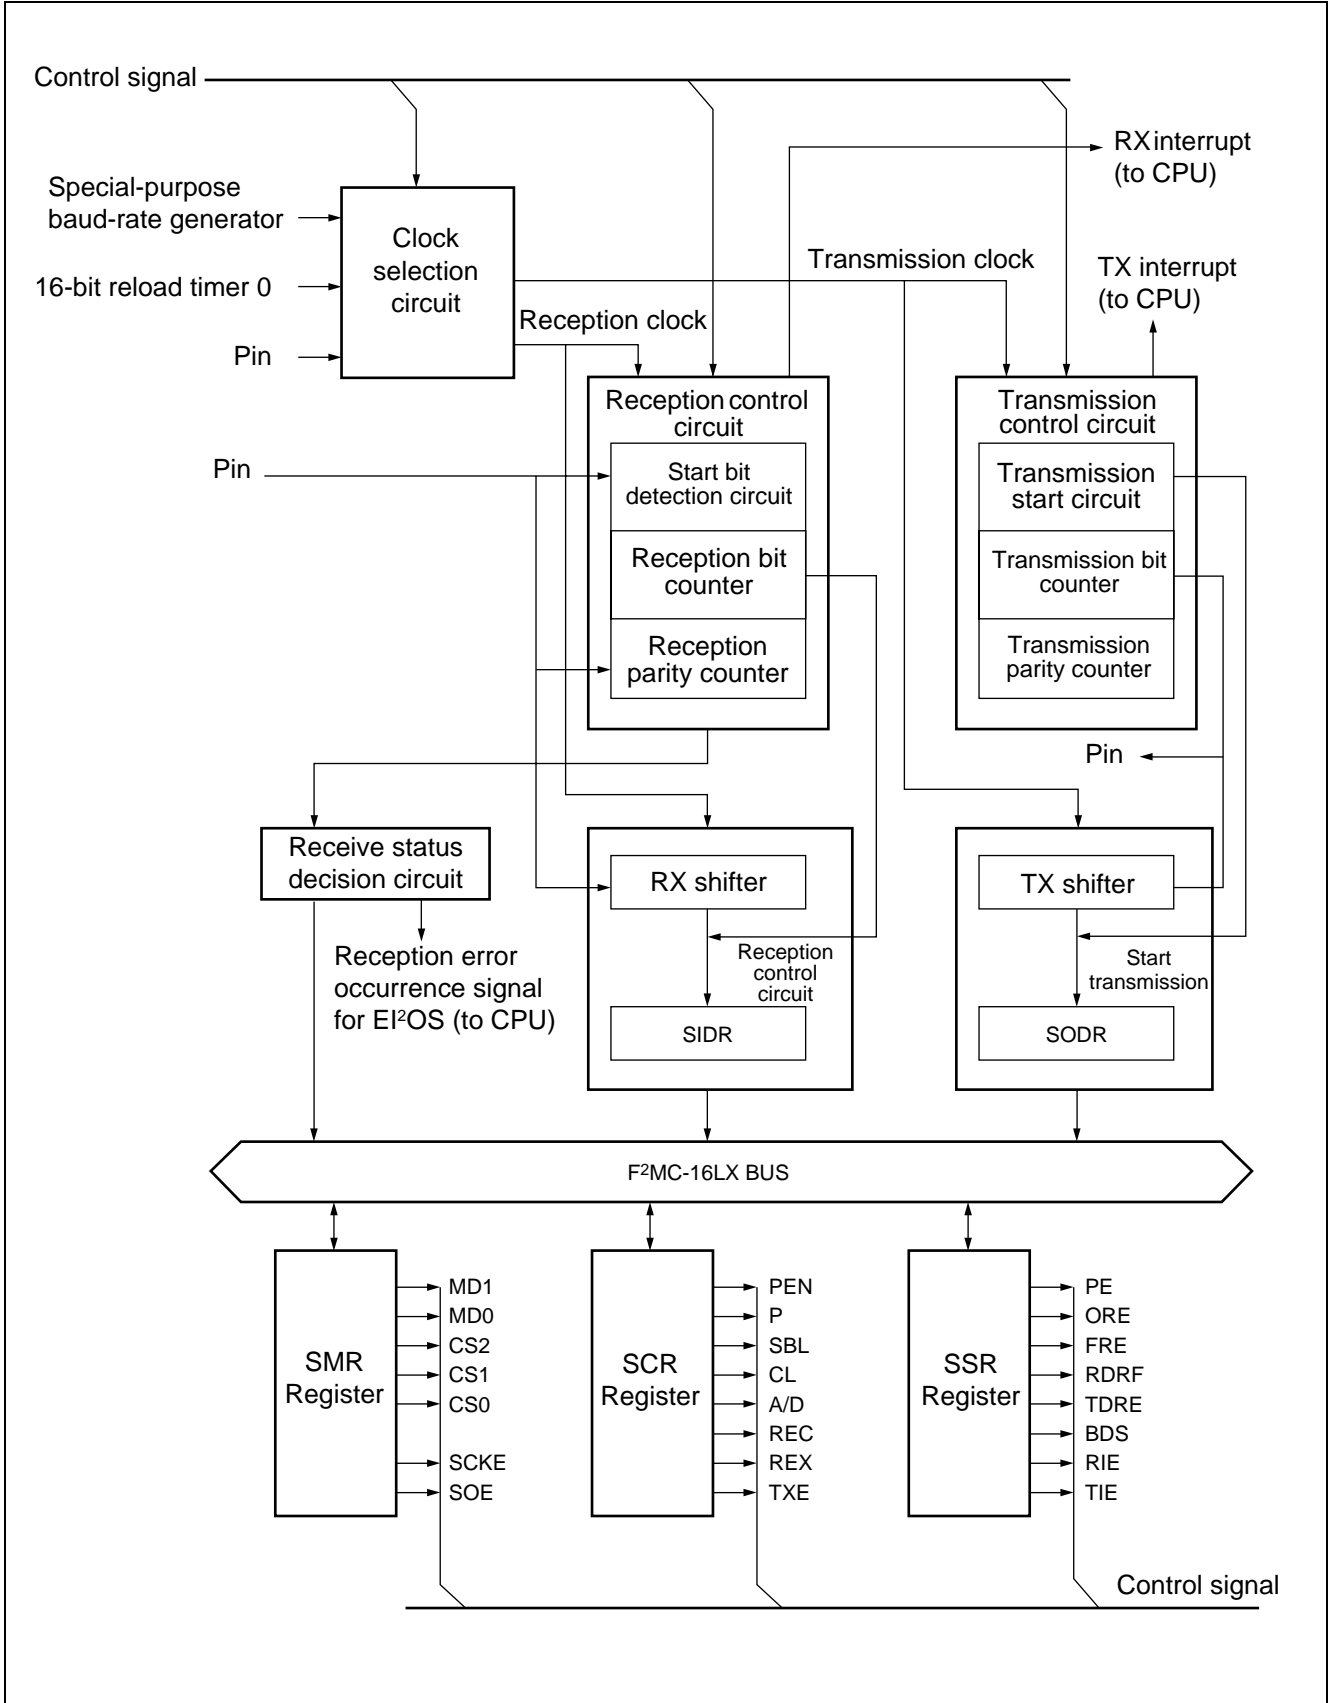 Control signal
RX interrupt
(to CPU)
Special-purpose
baud-rate generator
Clock
selection
circuit
Transmission clock
TX interrupt
(to CPU)
16-bit reload timer 0
Reception clock
Pin
Reception control
circuit
Transmission
control circuit
Pin
Start bit
detection circuit
Transmission
start circuit
Reception bit
counter
Transmission bit
counter
Reception
parity counter
Transmission
parity counter
Pin
Receive status
decision circuit
RX shifter
TX shifter
Reception error
occurrence signal
for EI²OS (to CPU)
Reception
control
circuit
Start
transmission
SIDR
SODR
F²MC-16LX BUS
SMR
Register
MD1
MD0
CS2
CS1
CS0
SCKE
SOE
SCR
Register
PEN
P
SBL
CL
A/D
REC
REX
TXE
SSR
Register
PE
ORE
FRE
RDRF
TDRE
BDS
RIE
TIE
Control signal